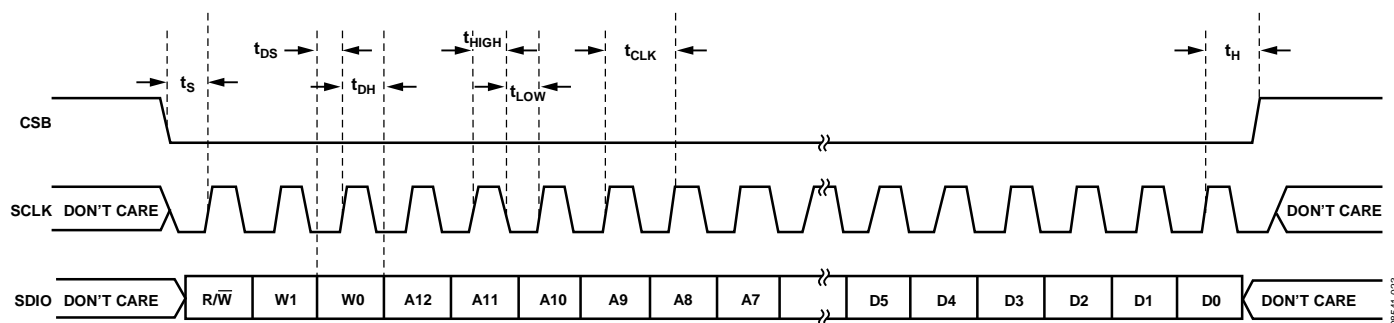 tDS
tHIGH
tCLK
tH
tS
tDH
tLOW
CSB
SCLK DON'T CARE DON'T CARE
SDIO DON'T CARE R/W̅ W1 W0 A12 A11 A10 A9 A8 A7 D5 D4 D3 D2 D1 D0 DON'T CARE